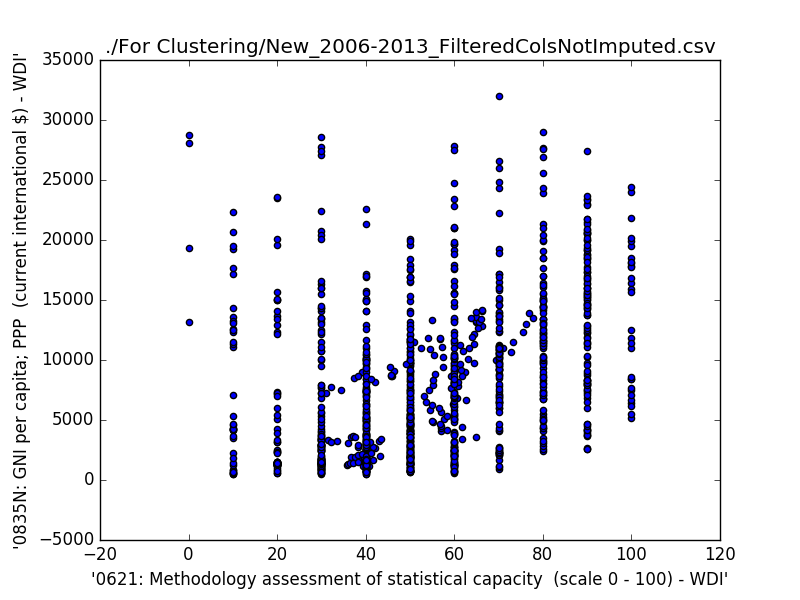 ./For Clustering/New_2006-2013_FilteredColsNotImputed.csv
'0835N: GNI per capita; PPP  (current international $) - WDI'
35000
30000
25000
20000
15000
10000
5000
0
−5000
−20 0 20 40 60 80 100 120
'0621: Methodology assessment of statistical capacity  (scale 0 - 100) - WDI'